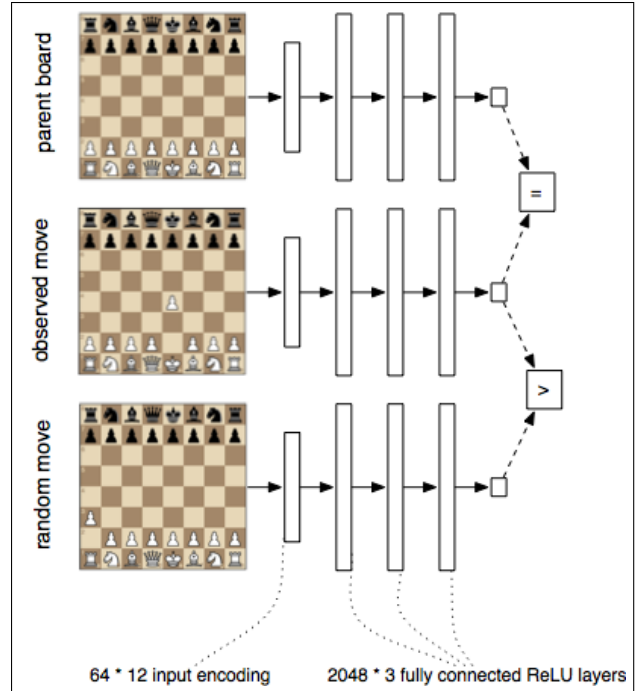 parent board
=
observed move
>
random move
64 * 12 input encoding
2048 * 3 fully connected ReLU layers